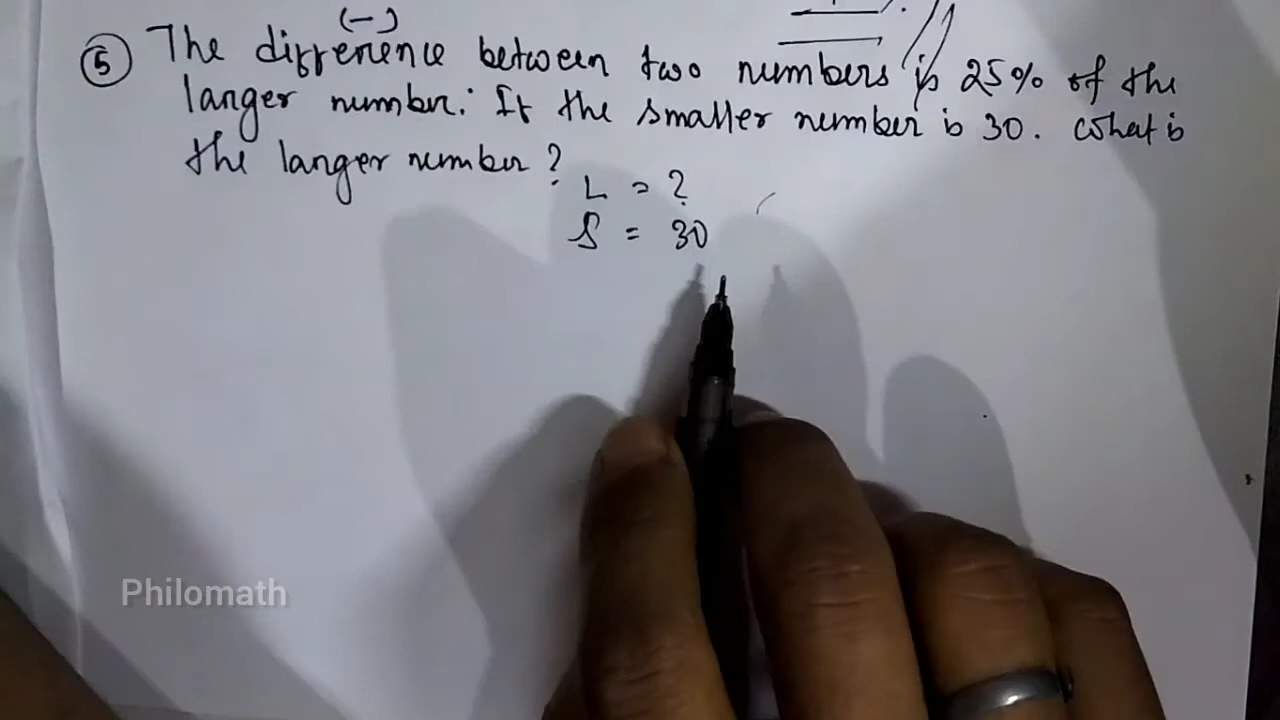 (-)
5 The difference between two numbers is 25% of the
larger number. If the smaller number is 30. What is
the larger number?
L = ?
S = 30
Philomath